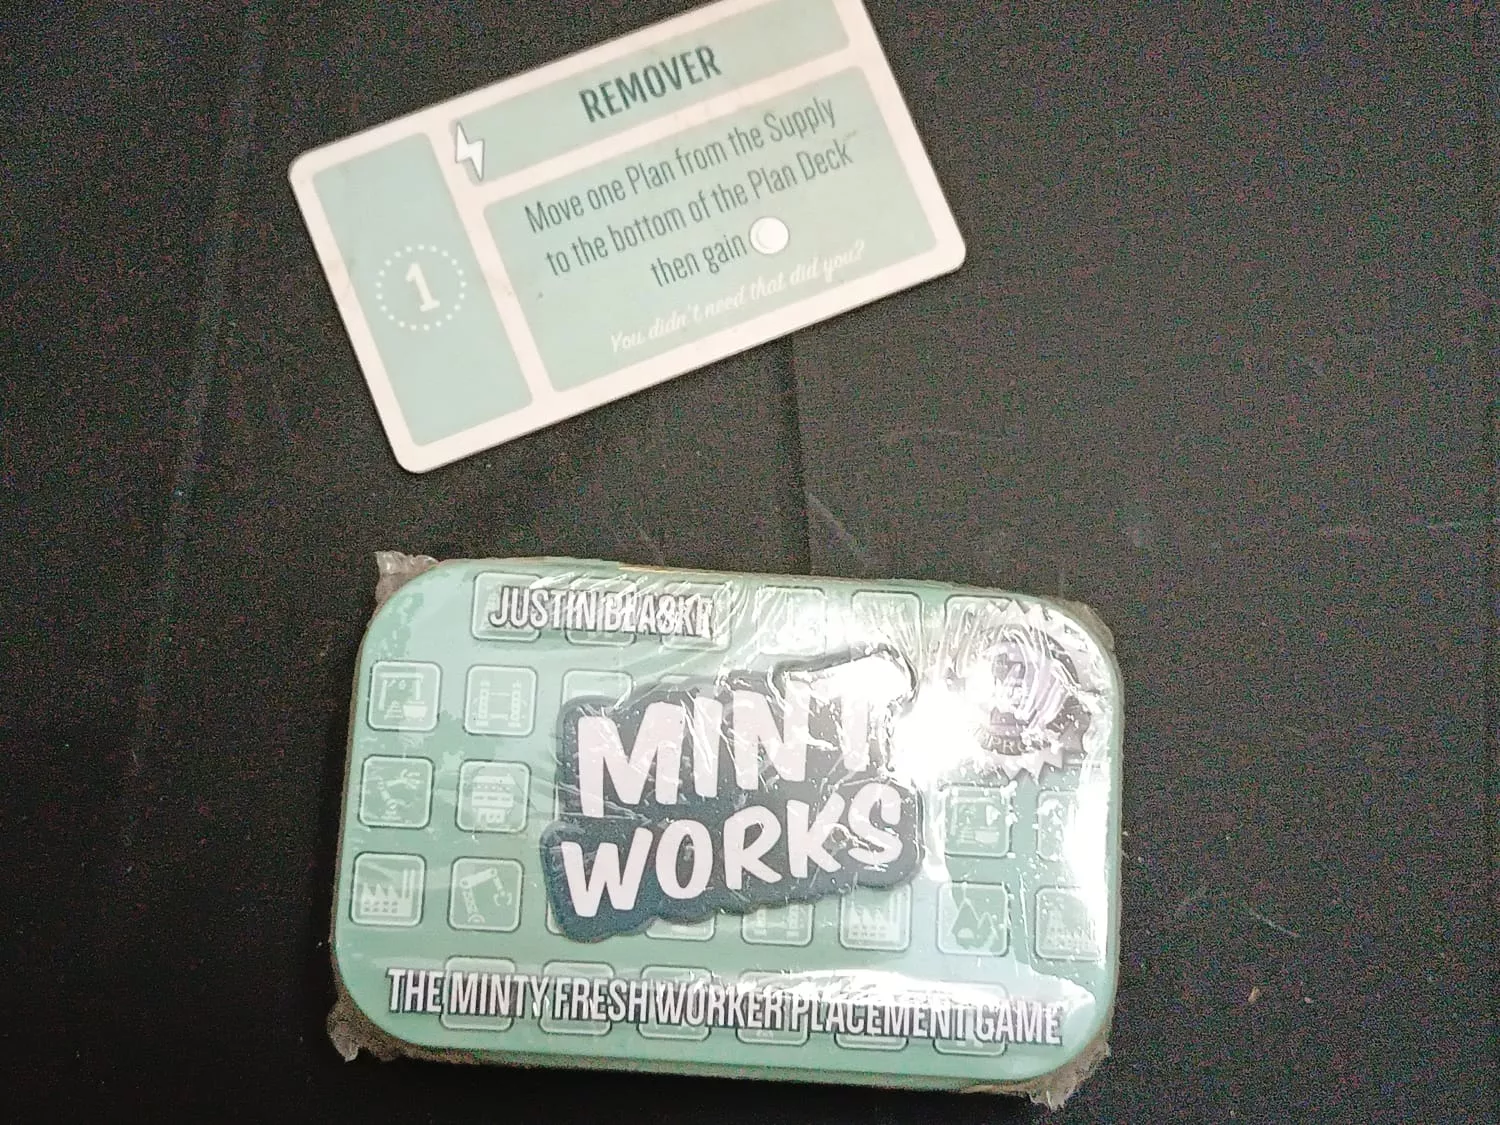 REMOVER
1
Move one Plan from the Supply
to the bottom of the Plan Deck
then gain
You didn't need that did you?
JUSTIN BLASKE
MINT
WORKS
THE MINTY FRESH WORKER PLACEMENT GAME